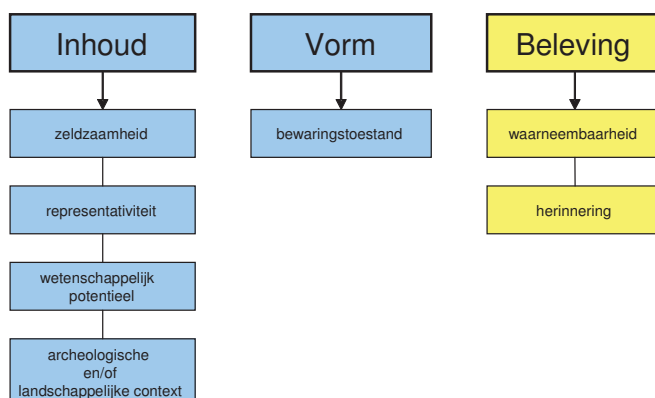 Inhoud
zeldzaamheid
representativiteit
wetenschappelijk
potentieel
archeologische
en/of
landschappelijke context
Vorm
bewaringstoestand
Beleving
waarneembaarheid
herinnering